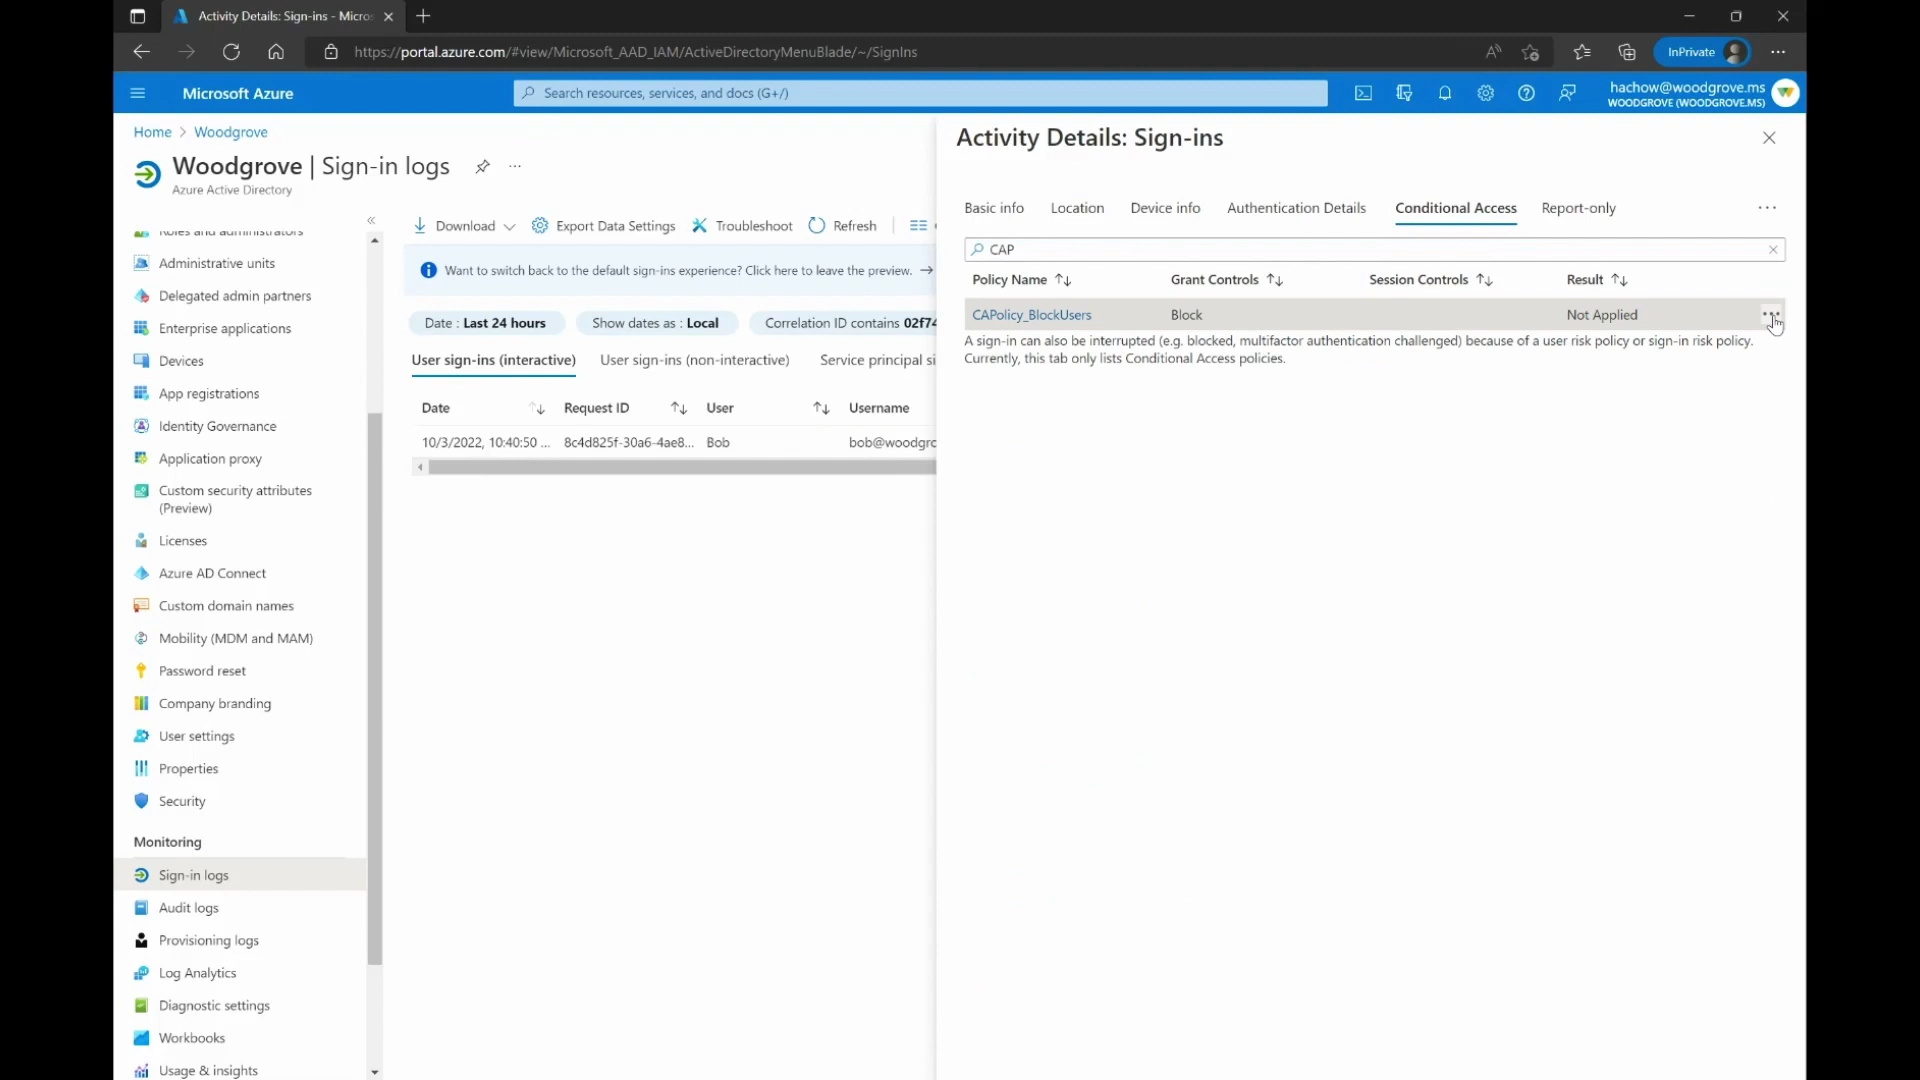 Activity Details: Sign-ins - Micros
https://portal.azure.com/#view/Microsoft_AAD_IAM/ActiveDirectoryMenuBlade/~/SignIns
InPrivate
Microsoft Azure
Search resources, services, and docs (G+/)
hachow@woodgrove.ms
WOODGROVE (WOODGROVE.MS)
Home > Woodgrove
Woodgrove | Sign-in logs
Azure Active Directory
Roles and administrators
Administrative units
Delegated admin partners
Enterprise applications
Devices
App registrations
Identity Governance
Application proxy
Custom security attributes
(Preview)
Licenses
Azure AD Connect
Custom domain names
Mobility (MDM and MAM)
Password reset
Company branding
User settings
Properties
Security
Monitoring
Sign-in logs
Audit logs
Provisioning logs
Log Analytics
Diagnostic settings
Workbooks
Usage & insights
Download Export Data Settings Troubleshoot Refresh
Want to switch back to the default sign-ins experience? Click here to leave the preview. →
Date : Last 24 hours Show dates as : Local Correlation ID contains 02f74
User sign-ins (interactive) User sign-ins (non-interactive) Service principal si
Date Request ID User Username
10/3/2022, 10:40:50 ... 8c4d825f-30a6-4ae8... Bob bob@woodgro
Activity Details: Sign-ins
Basic info Location Device info Authentication Details Conditional Access Report-only
CAP
Policy Name Grant Controls Session Controls Result
CAPolicy_BlockUsers Block Not Applied
A sign-in can also be interrupted (e.g. blocked, multifactor authentication challenged) because of a user risk policy or sign-in risk policy.
Currently, this tab only lists Conditional Access policies.